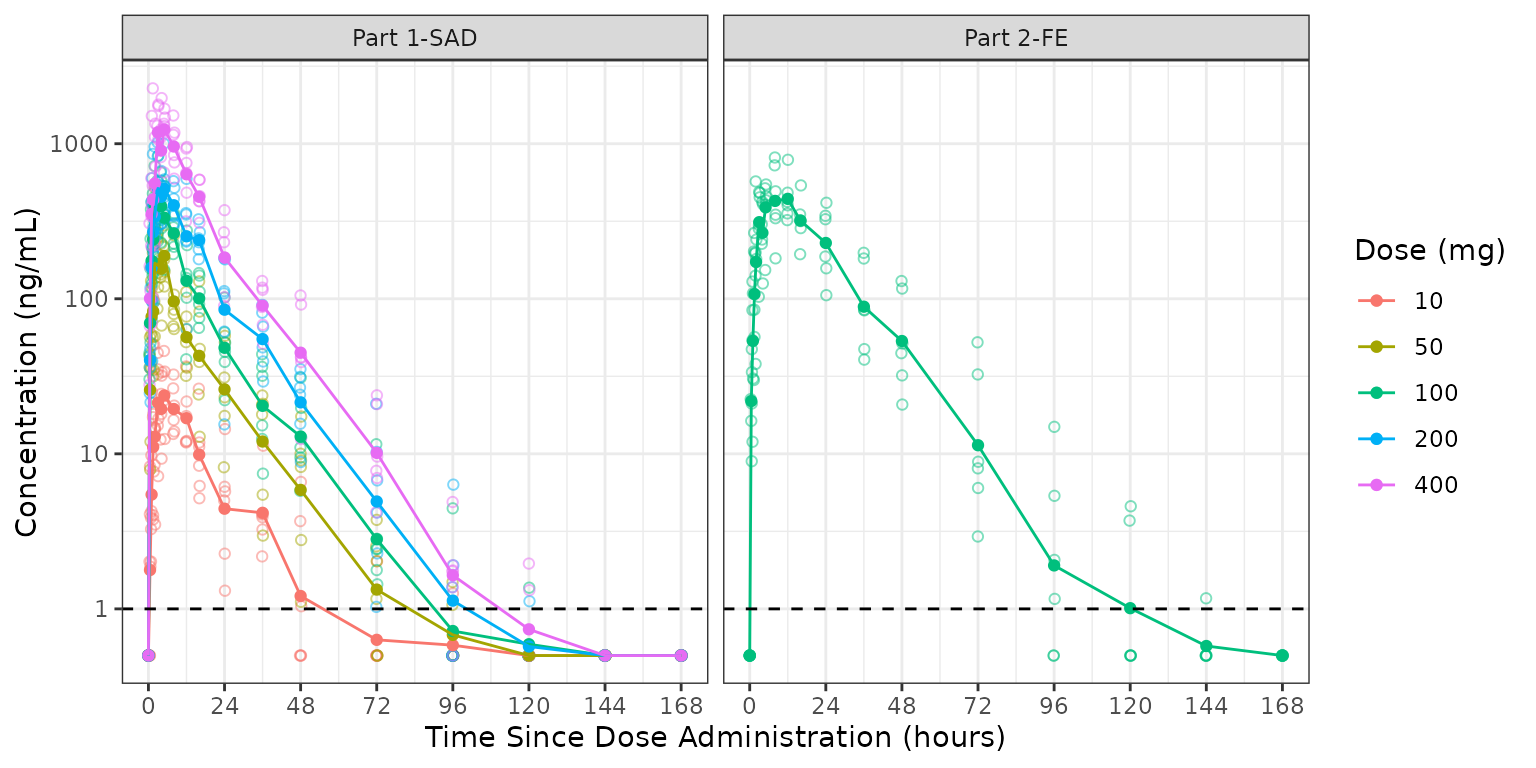 Part 1-SAD
Part 2-FE
Concentration (ng/mL)
1000
100
10
1
0 24 48 72 96 120 144 168
0 24 48 72 96 120 144 168
Time Since Dose Administration (hours)
Dose (mg)
10
50
100
200
400